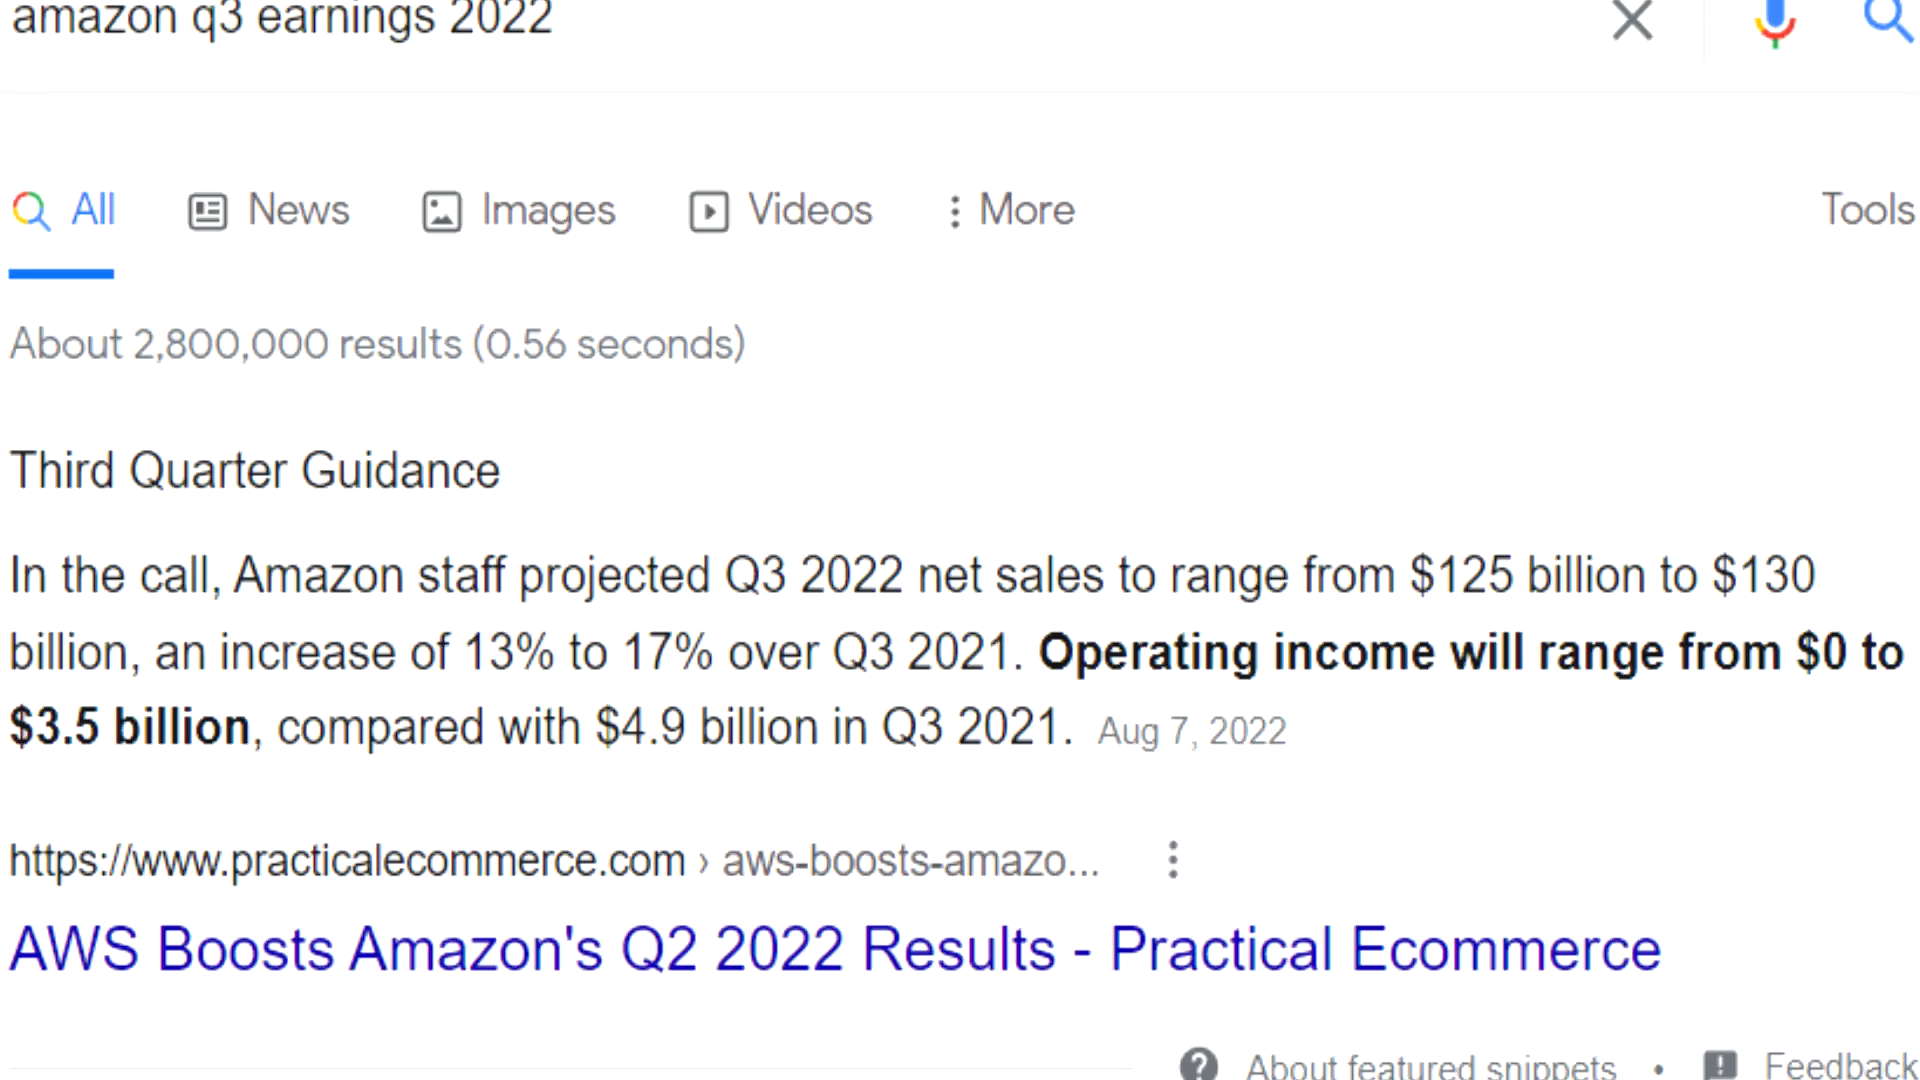 amazon q3 earnings 2022
All News Images Videos More Tools
About 2,800,000 results (0.56 seconds)
Third Quarter Guidance
In the call, Amazon staff projected Q3 2022 net sales to range from $125 billion to $130
billion, an increase of 13% to 17% over Q3 2021. Operating income will range from $0 to
$3.5 billion, compared with $4.9 billion in Q3 2021. Aug 7, 2022
https://www.practicalecommerce.com › aws-boosts-amazo...
AWS Boosts Amazon's Q2 2022 Results - Practical Ecommerce
About featured snippets • Feedback